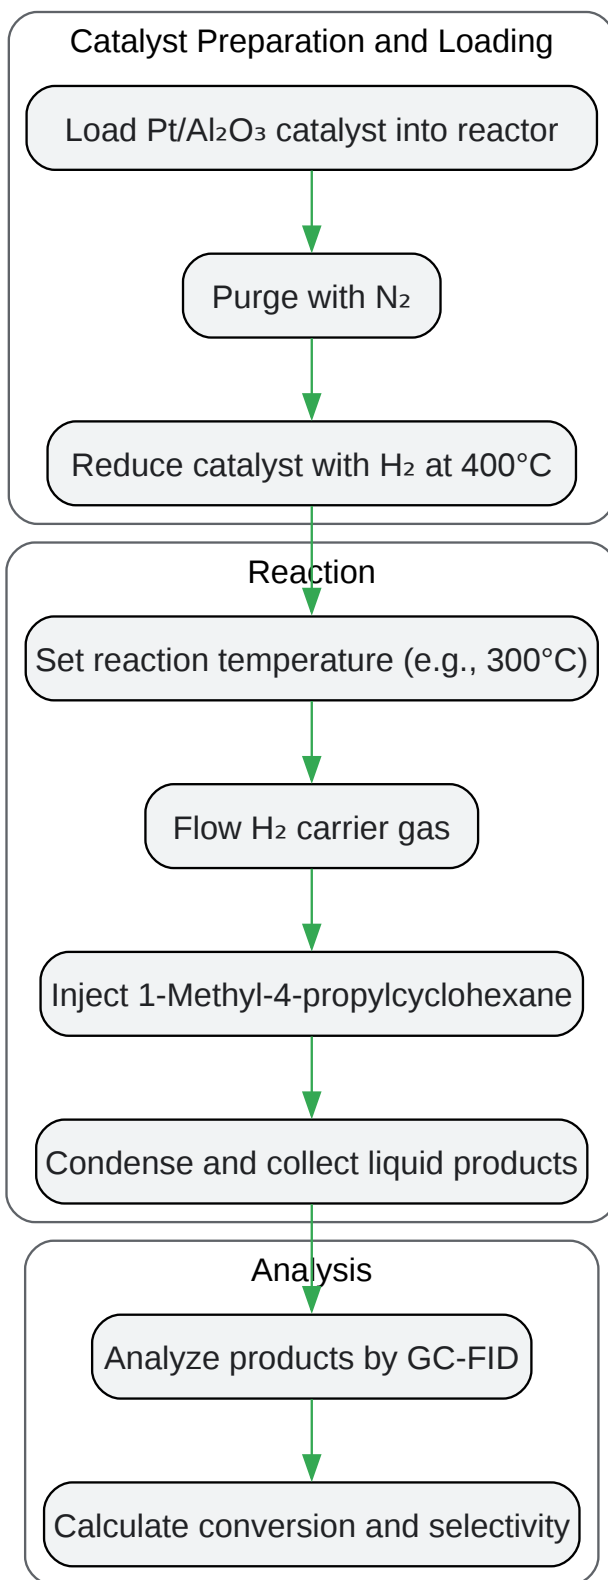 Catalyst Preparation and Loading
Load Pt/Al₂O₃ catalyst into reactor
Purge with N₂
Reduce catalyst with H₂ at 400°C
Reaction
Set reaction temperature (e.g., 300°C)
Flow H₂ carrier gas
Inject 1-Methyl-4-propylcyclohexane
Condense and collect liquid products
Analysis
Analyze products by GC-FID
Calculate conversion and selectivity